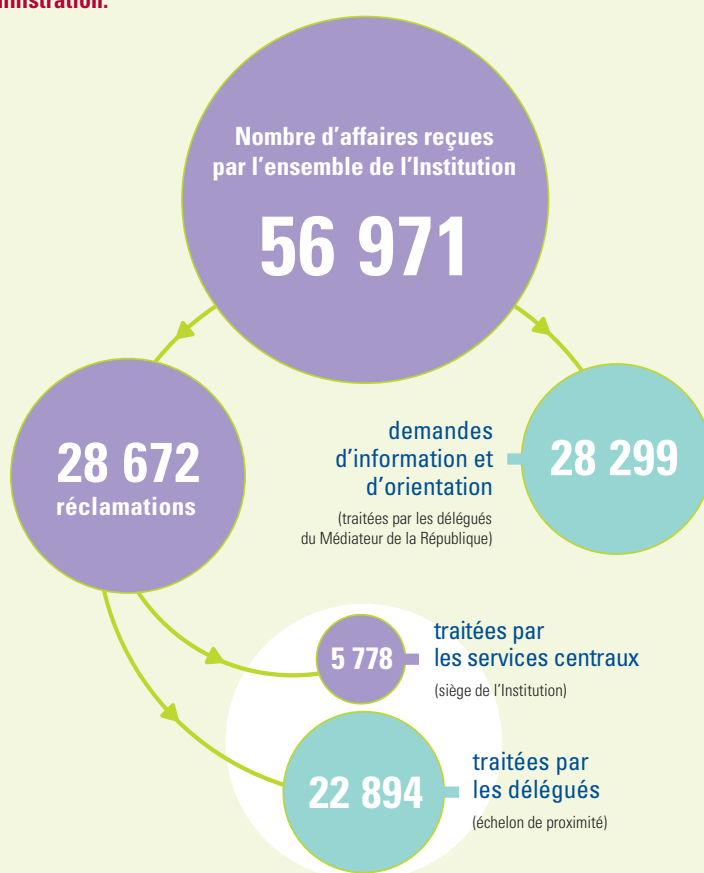 Nombre d'affaires reçues
par l'ensemble de l'Institution
56 971
28 672
réclamations
demandes
d'information et
d'orientation
(traitées par les délégués
du Médiateur de la République)
28 299
5 778
traitées par
les services centraux
(siège de l'Institution)
22 894
traitées par
les délégués
(échelon de proximité)